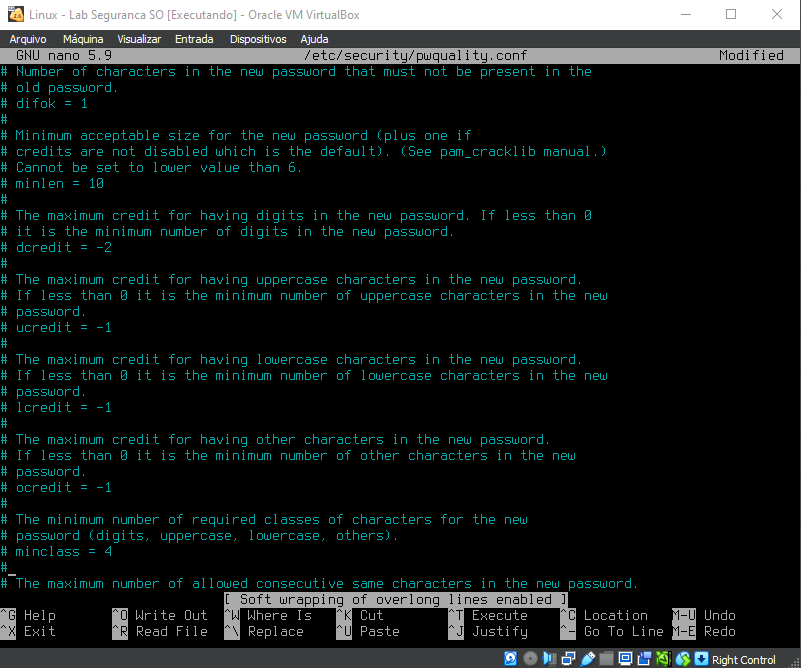 Linux - Lab Seguranca SO [Executando] - Oracle VM VirtualBox
Arquivo Máquina Visualizar Entrada Dispositivos Ajuda
GNU nano 5.9 /etc/security/pwquality.conf Modified
# Number of characters in the new password that must not be present in the
# old password.
# difok = 1
#
# Minimum acceptable size for the new password (plus one if
# credits are not disabled which is the default). (See pam_cracklib manual.)
# Cannot be set to lower value than 6.
# minlen = 10
#
# The maximum credit for having digits in the new password. If less than 0
# it is the minimum number of digits in the new password.
# dcredit = -2
#
# The maximum credit for having uppercase characters in the new password.
# If less than 0 it is the minimum number of uppercase characters in the new
# password.
# ucredit = -1
#
# The maximum credit for having lowercase characters in the new password.
# If less than 0 it is the minimum number of lowercase characters in the new
# password.
# lcredit = -1
#
# The maximum credit for having other characters in the new password.
# If less than 0 it is the minimum number of other characters in the new
# password.
# ocredit = -1
#
# The minimum number of required classes of characters for the new
# password (digits, uppercase, lowercase, others).
# minclass = 4
#
# The maximum number of allowed consecutive same characters in the new password.
[ Soft wrapping of overlong lines enabled ]
^G Help ^O Write Out ^W Where Is ^K Cut ^T Execute ^C Location M-U Undo
^X Exit ^R Read File ^\ Replace ^U Paste ^J Justify ^_ Go To Line M-E Redo
Right Control